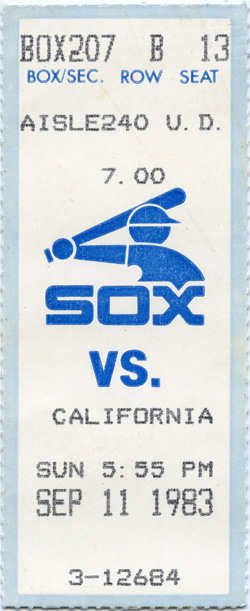 BOX207 B 13
BOX/SEC. ROW SEAT
AISLE240 U.D.
7.00
SOX
VS.
CALIFORNIA
SUN 5:55 PM
SEP 11 1983
3-12684